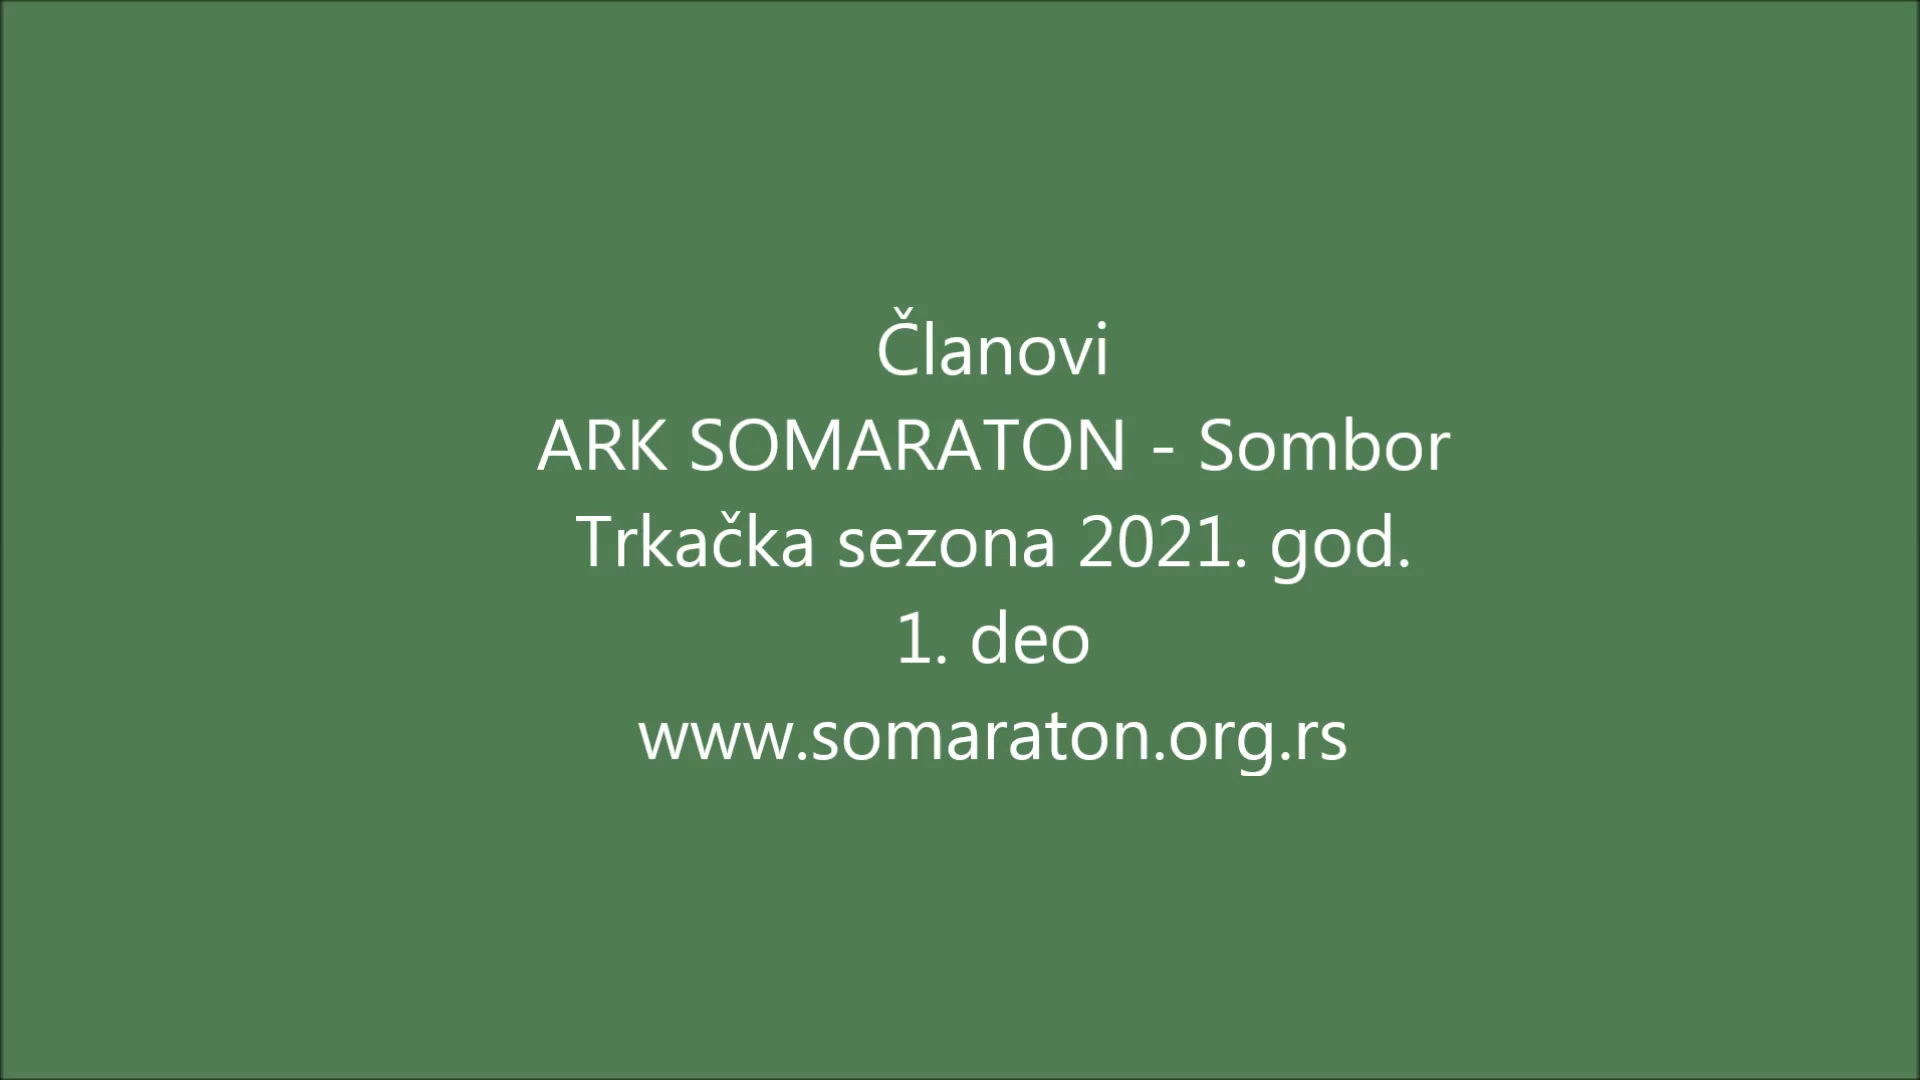 Članovi
ARK SOMARATON - Sombor
Trkačka sezona 2021. god.
1. deo
www.somaraton.org.rs